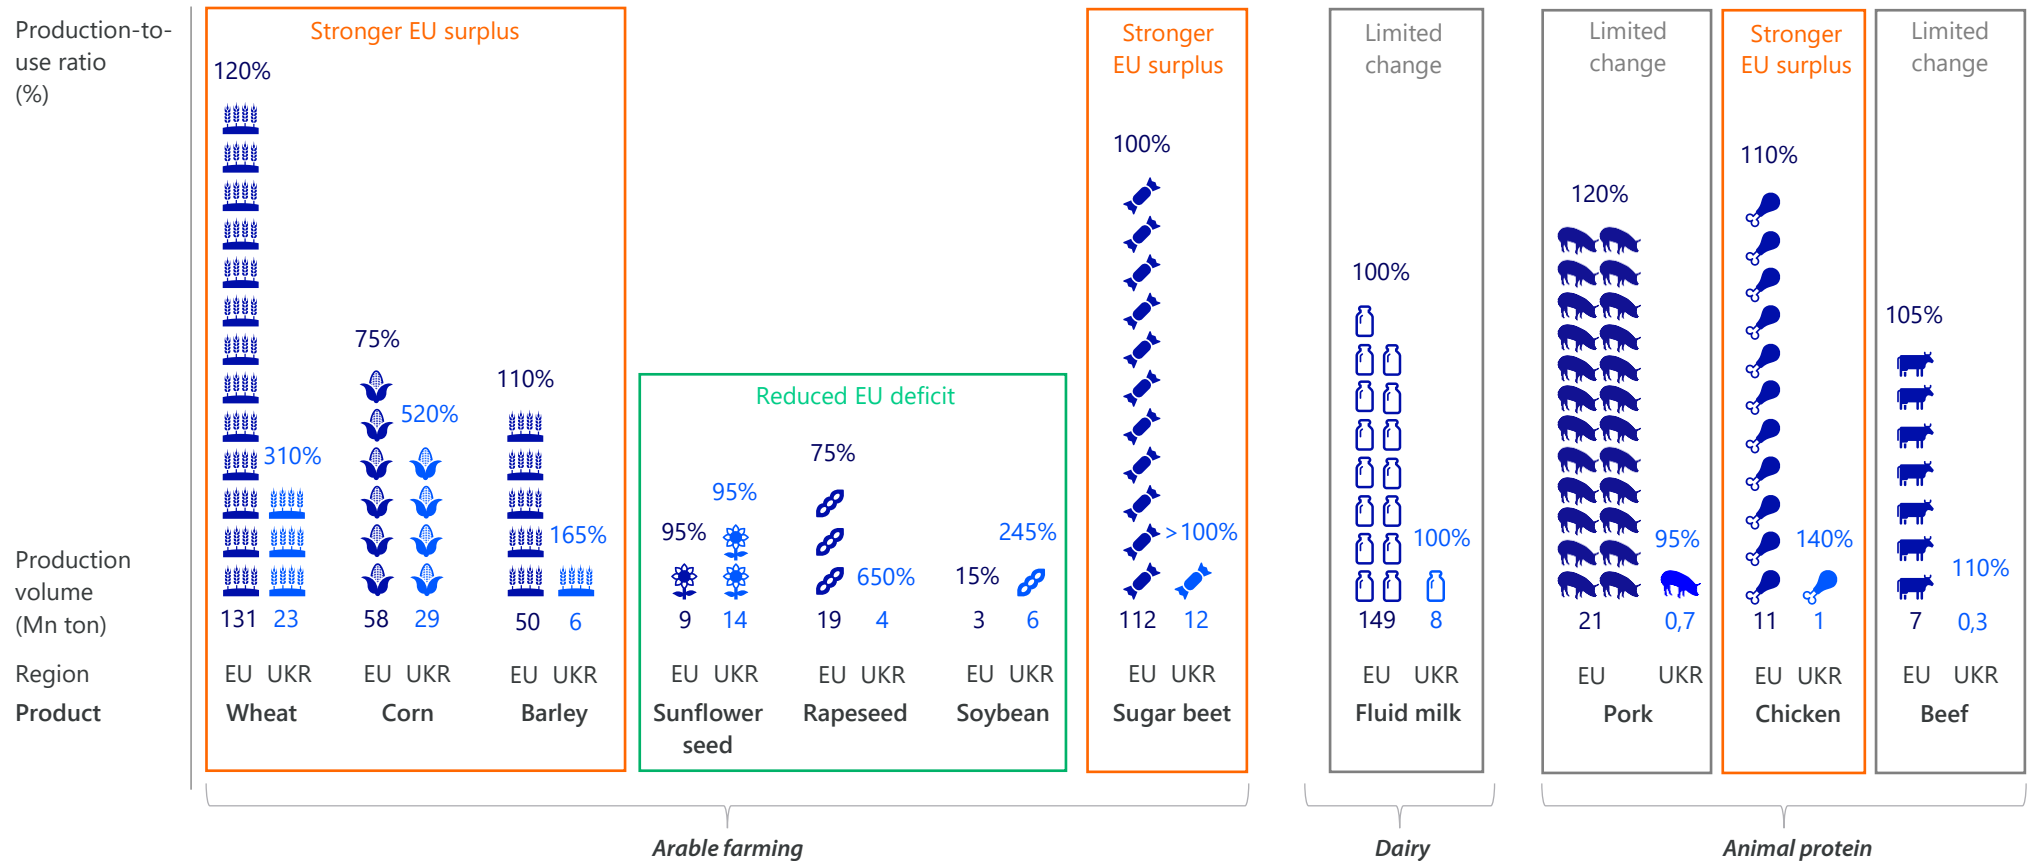 Production-to-
use ratio
(%)
Stronger EU surplus
Stronger
EU surplus
Limited
change
Limited
change
Stronger
EU surplus
Limited
change
120%
75%
520%
110%
310%
165%
Reduced EU deficit
95%
95%
75%
650%
15%
245%
100%
>100%
100%
100%
120%
95%
110%
140%
105%
110%
Production
volume
(Mn ton)
131 23 58 29 50 6 9 14 19 4 3 6 112 12 149 8 21 0,7 11 1 7 0,3
Region
EU UKR EU UKR EU UKR EU UKR EU UKR EU UKR EU UKR EU UKR EU UKR EU UKR EU UKR
Product
Wheat
Corn
Barley
Sunflower
seed
Rapeseed
Soybean
Sugar beet
Fluid milk
Pork
Chicken
Beef
Arable farming
Dairy
Animal protein